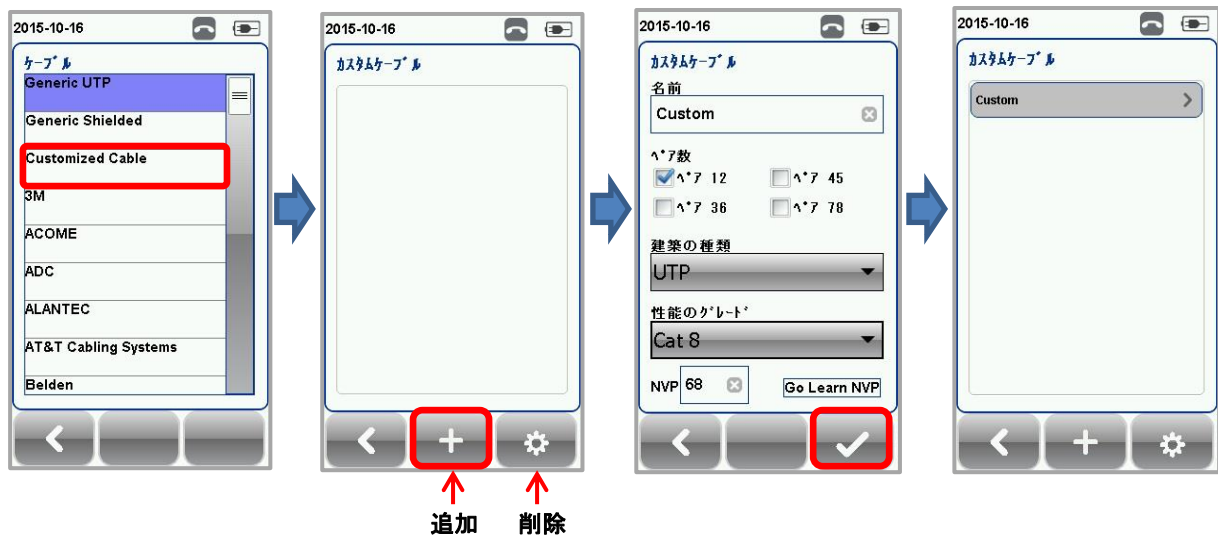 2015-10-16
ケーブル
Generic UTP
Generic Shielded
Customized Cable
3M
ACOME
ADC
ALANTEC
AT&T Cabling Systems
Belden
2015-10-16
カスタムケーブル
追加
削除
2015-10-16
カスタムケーブル
名前
Custom
ペア数
ペア 12 ペア 45
ペア 36 ペア 78
建築の種類
UTP
性能のグレード
Cat 8
NVP 68 Go Learn NVP
2015-10-16
カスタムケーブル
Custom